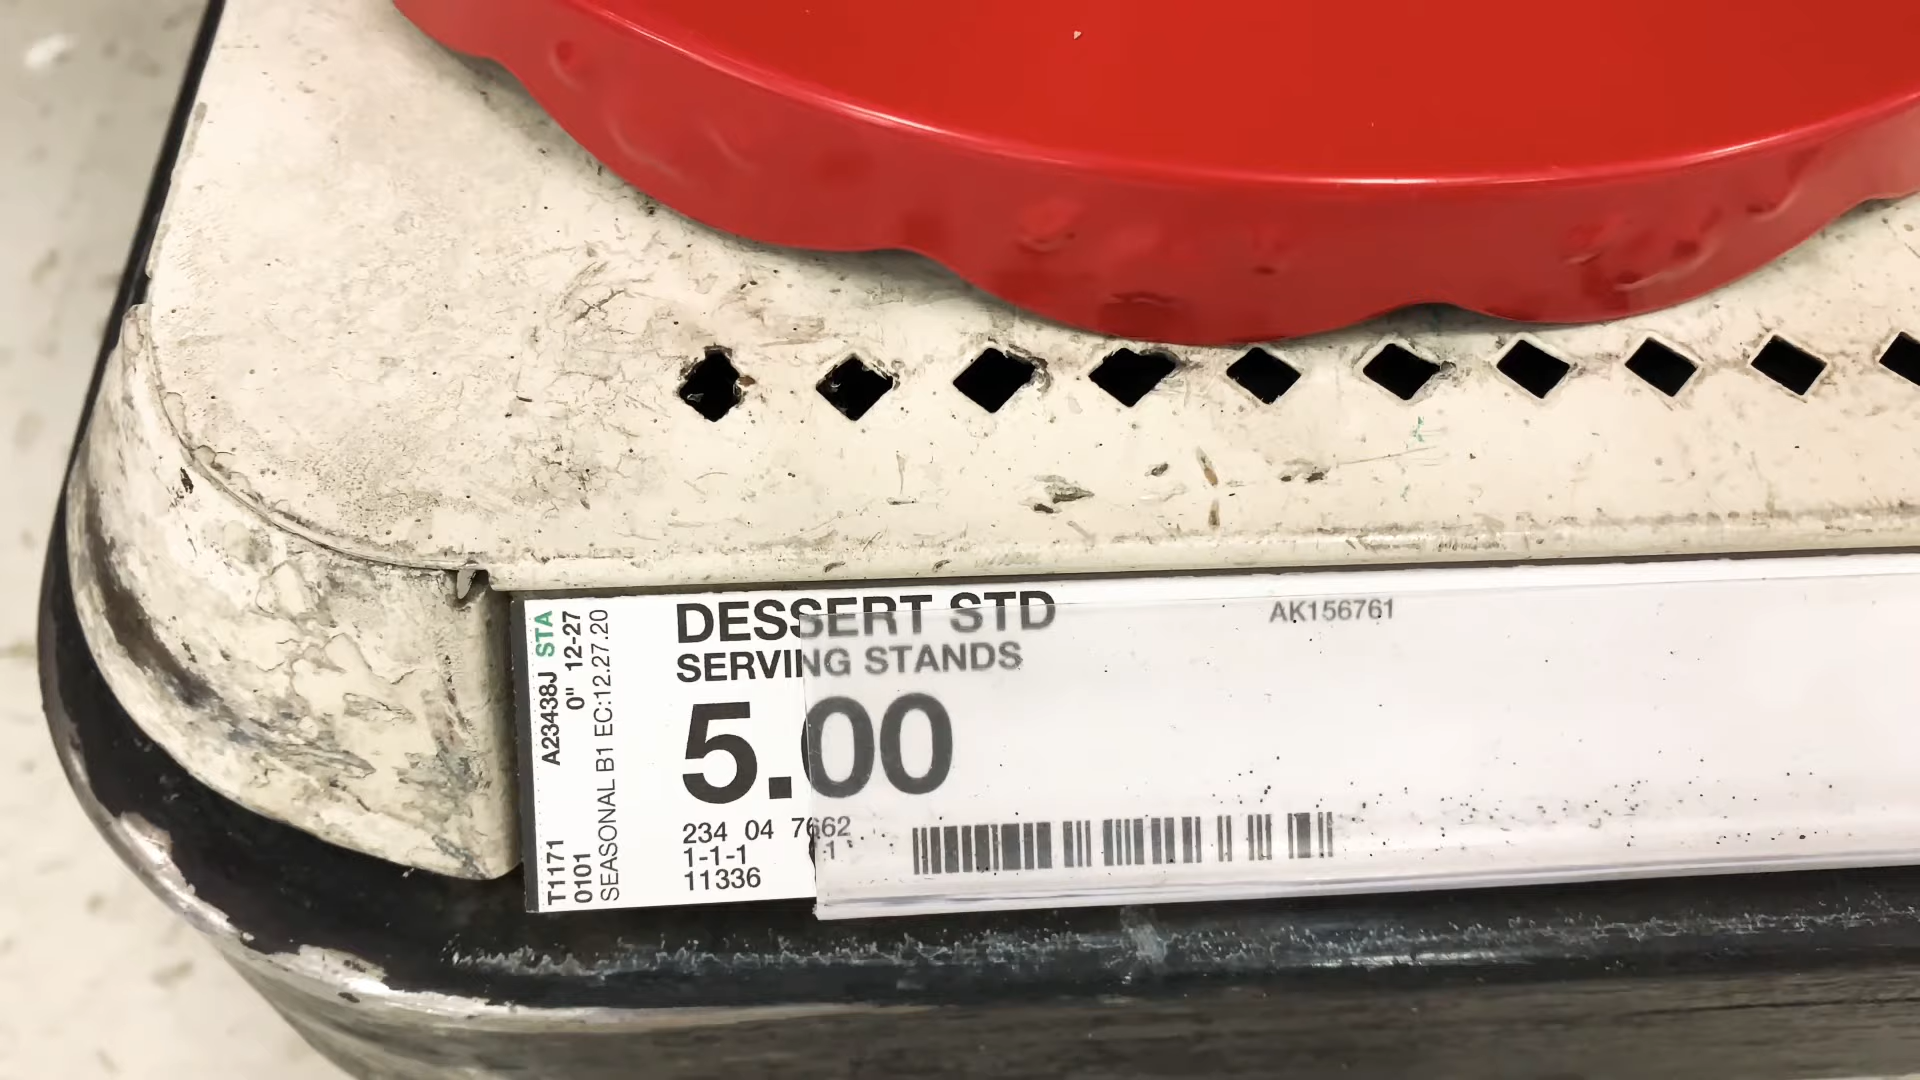 DESSERT STD
AK156761
SERVING STANDS
5.00
234 04 7662
1-1-1 1
11336
A23438J STA
0" 12-27
SEASONAL B1 EC:12.27.20
T1171
0101